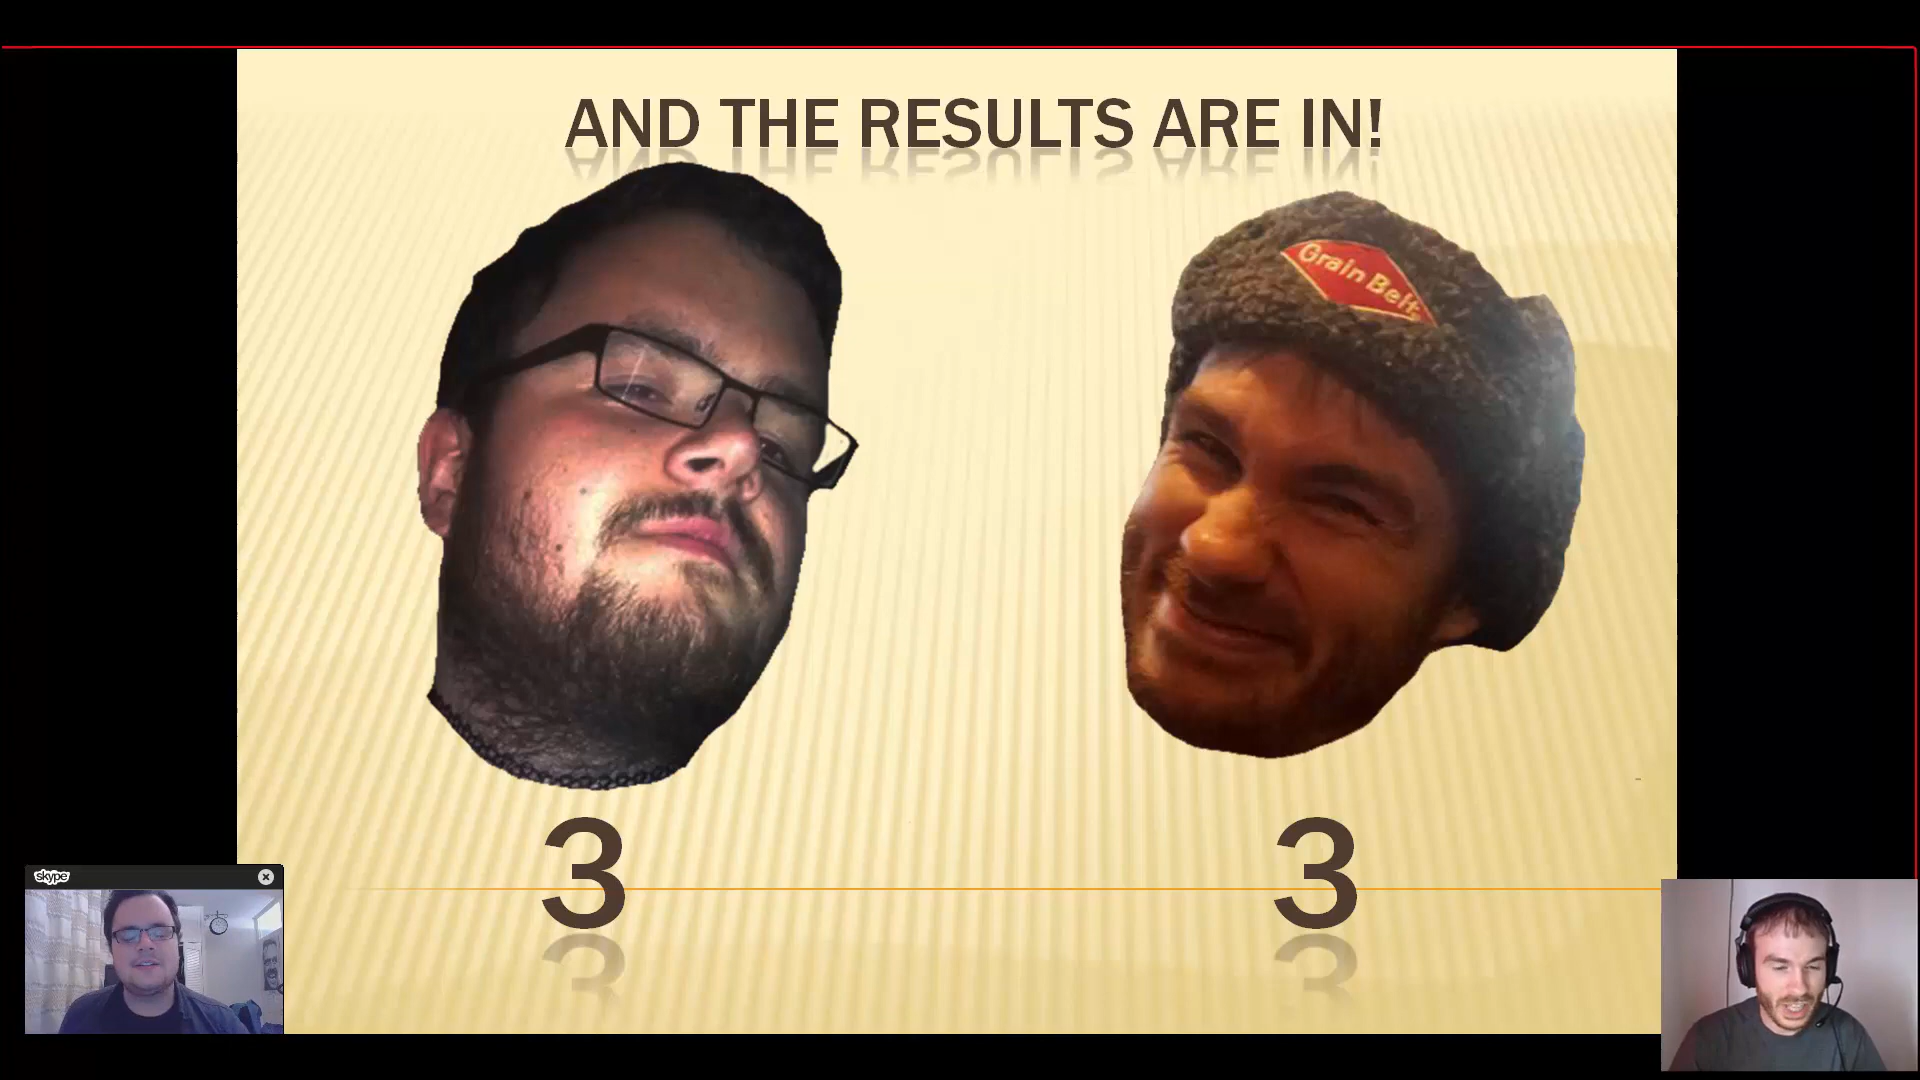 AND THE RESULTS ARE IN!
Grain Belt
3
3
skype